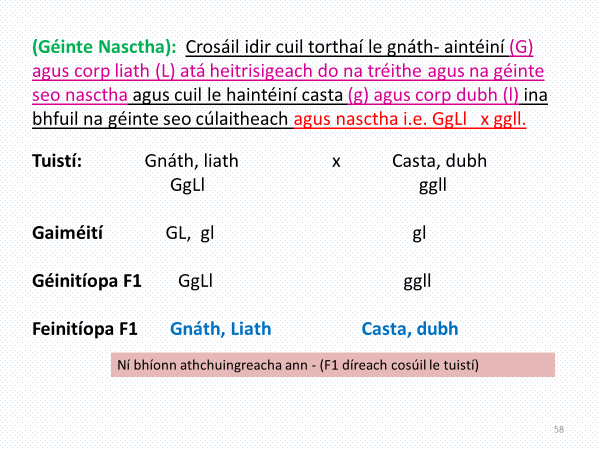 (Géinte Nasctha): Crosáil idir cuil torthaí le gnáth- aintéiní (G)
agus corp liath (L) atá heitrisigeach do na tréithe agus na géinte
seo nasctha agus cuil le haintéiní casta (g) agus corp dubh (l) ina
bhfuil na géinte seo cúlaitheach agus nasctha i.e. GgLl x ggll.
Tuistí: Gnáth, liath x Casta, dubh
GgLl ggll
Gaiméití GL, gl gl
Géinitíopa F1 GgLl ggll
Feinitíopa F1 Gnáth, Liath Casta, dubh
Ní bhíonn athchuingreacha ann - (F1 díreach cosúil le tuistí)
58